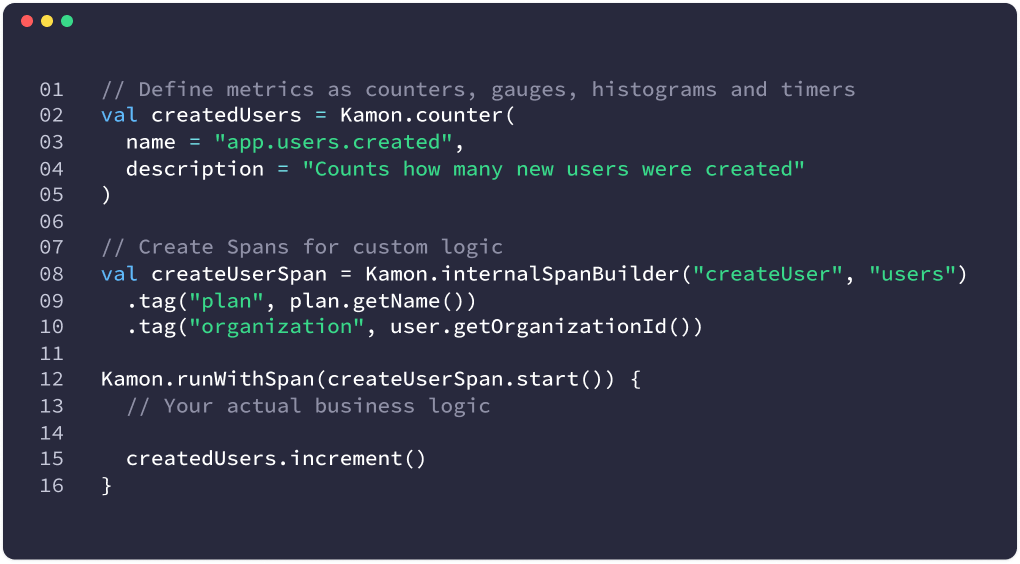 01 // Define metrics as counters, gauges, histograms and timers
02 val createdUsers = Kamon.counter(
03   name = "app.users.created",
04   description = "Counts how many new users were created"
05 )
06
07 // Create Spans for custom logic
08 val createUserSpan = Kamon.internalSpanBuilder("createUser", "users")
09   .tag("plan", plan.getName())
10   .tag("organization", user.getOrganizationId())
11
12 Kamon.runWithSpan(createUserSpan.start()) {
13   // Your actual business logic
14
15   createdUsers.increment()
16 }